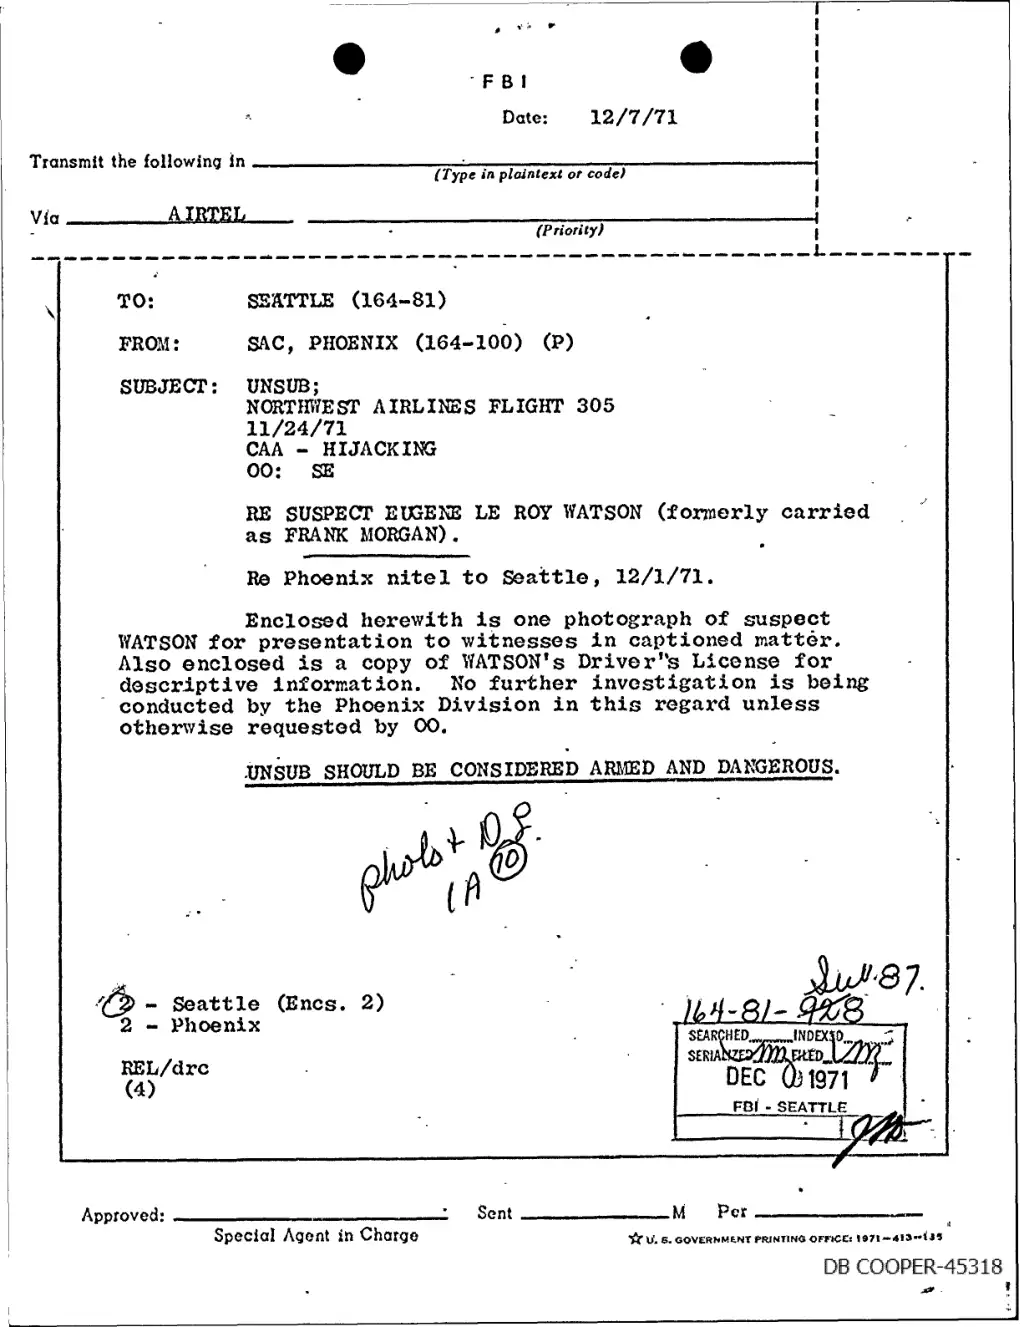 FBI
Date: 12/7/71
Transmit the following in
(Type in plaintext or code)
Via AIRTEL
(Priority)
TO: SEATTLE (164-81)
FROM: SAC, PHOENIX (164-100) (P)
SUBJECT: UNSUB;
NORTHWEST AIRLINES FLIGHT 305
11/24/71
CAA - HIJACKING
OO: SE
RE SUSPECT EUGENE LE ROY WATSON (formerly carried
as FRANK MORGAN).
Re Phoenix nitel to Seattle, 12/1/71.
Enclosed herewith is one photograph of suspect
WATSON for presentation to witnesses in captioned matter.
Also enclosed is a copy of WATSON's Driver"s License for
descriptive information. No further investigation is being
conducted by the Phoenix Division in this regard unless
otherwise requested by OO.
UNSUB SHOULD BE CONSIDERED ARMED AND DANGEROUS.
photo + D.L.
1A 70
2 - Seattle (Encs. 2)
2 - Phoenix
REL/drc
(4)
Sub. 87.
164-81-928
SEARCHED INDEXED
SERIALIZED FILED
DEC 1971
FBI - SEATTLE
Approved: Sent M Per
Special Agent in Charge
☆ U. S. GOVERNMENT PRINTING OFFICE: 1971-413-135
DB COOPER-45318